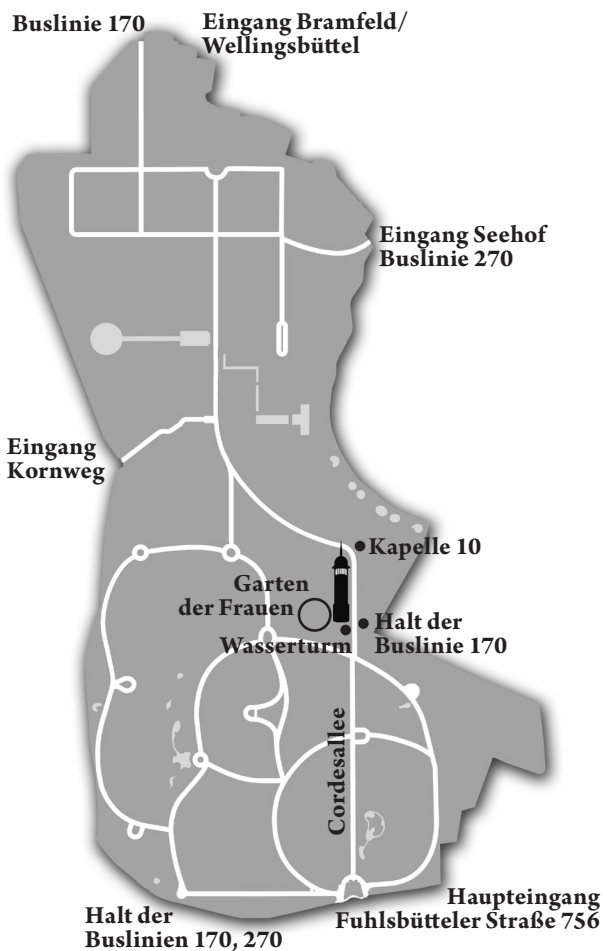 Buslinie 170
Eingang Bramfeld/
Wellingsbüttel
Eingang Seehof
Buslinie 270
Eingang
Kornweg
Kapelle 10
Garten
der Frauen
Halt der
Buslinie 170
Wasserturm
Cordesallee
Haupteingang
Fuhlsbütteler Straße 756
Halt der
Buslinien 170, 270